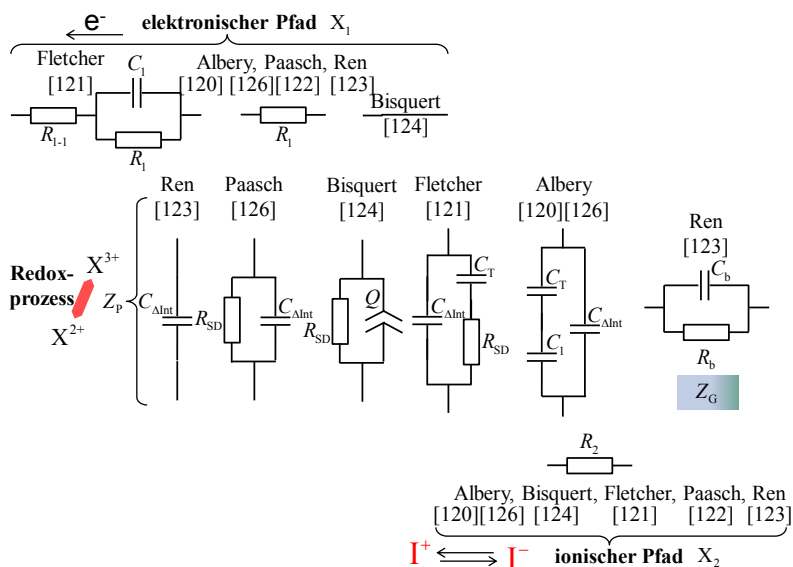 e⁻ elektronischer Pfad X₁
Fletcher
[121]
C₁
R₁₋₁
R₁
Albery, Paasch, Ren
[120] [126][122] [123]
R₁
Bisquert
[124]
Redox-
prozess
X³⁺
X²⁺
Z_P
Ren
[123]
C_ΔInt
Paasch
[126]
R_SD
C_ΔInt
Bisquert
[124]
Q
R_SD
Fletcher
[121]
C_T
C_ΔInt
R_SD
Albery
[120][126]
C_T
C₁
C_ΔInt
Ren
[123]
C_b
R_b
Z_G
R₂
Albery, Bisquert, Fletcher, Paasch, Ren
[120][126] [124] [121] [122] [123]
I⁺ I⁻ ionischer Pfad X₂